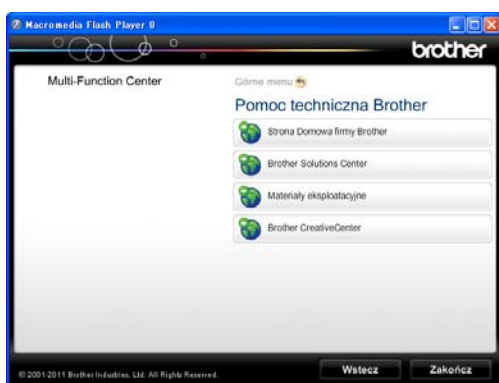 Macromedia Flash Player 8
brother
Multi-Function Center
Górne menu
Pomoc techniczna Brother
Strona Domowa firmy Brother
Brother Solutions Center
Materiały eksploatacyjne
Brother CreativeCenter
© 2001-2011 Brother Industries, Ltd. All Rights Reserved.
Wstecz
Zakończ